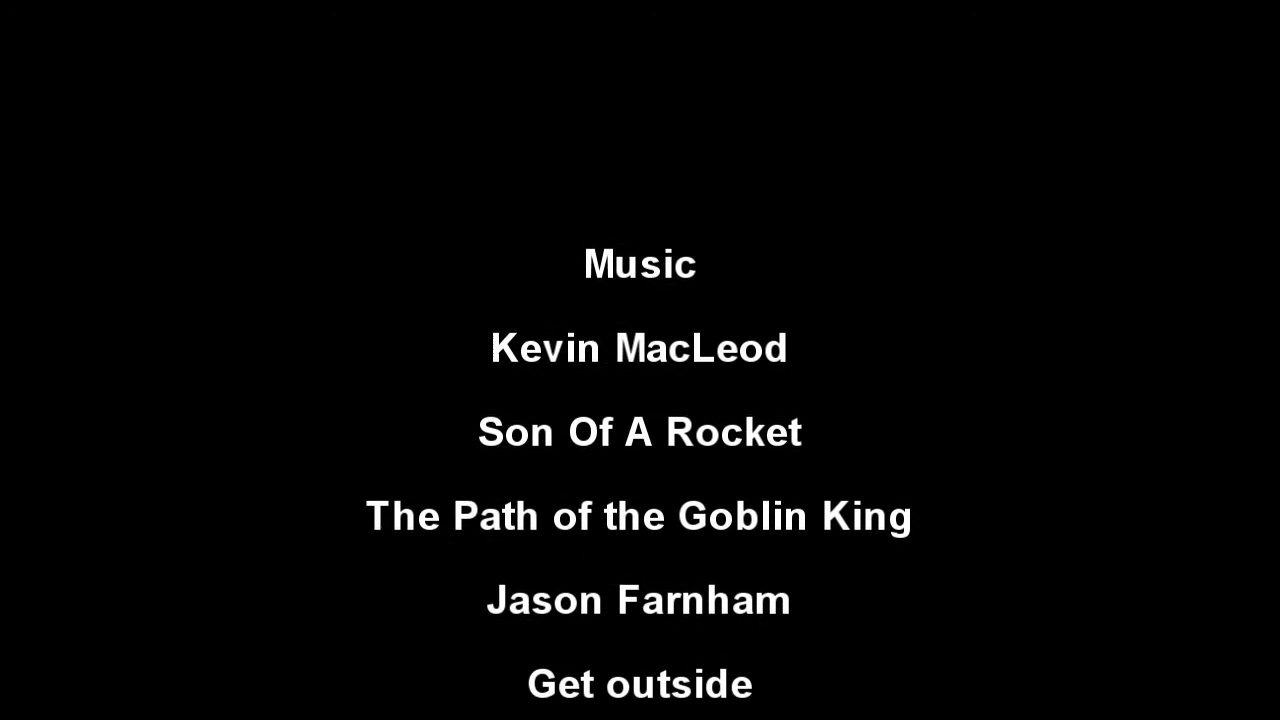 Music
Kevin MacLeod
Son Of A Rocket
The Path of the Goblin King
Jason Farnham
Get outside